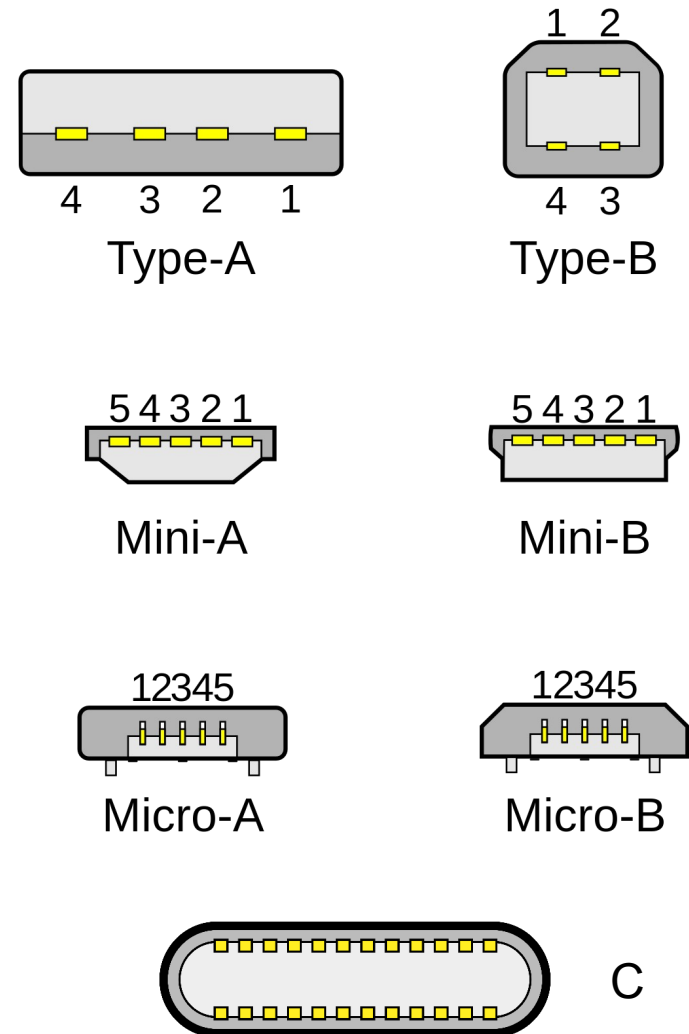 1 2
4 3 2 1
4 3
Type-A
Type-B
5 4 3 2 1
5 4 3 2 1
Mini-A
Mini-B
12345
12345
Micro-A
Micro-B
C